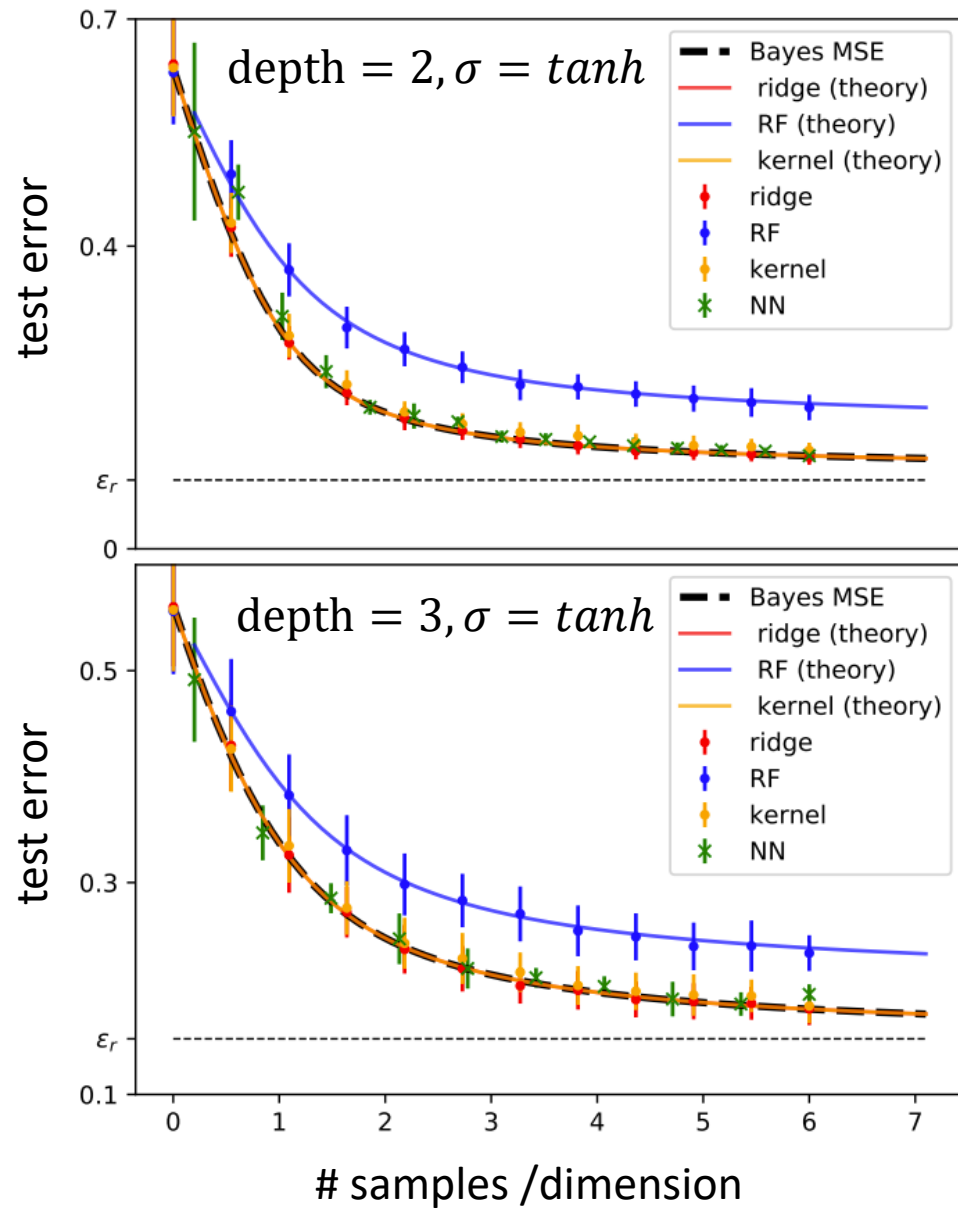 0.7
depth = 2, σ = tanh
Bayes MSE
ridge (theory)
RF (theory)
kernel (theory)
ridge
RF
kernel
NN
test error
0.4
εr
0
depth = 3, σ = tanh
Bayes MSE
ridge (theory)
RF (theory)
kernel (theory)
ridge
RF
kernel
NN
test error
0.5
0.3
εr
0.1
0 1 2 3 4 5 6 7
# samples /dimension